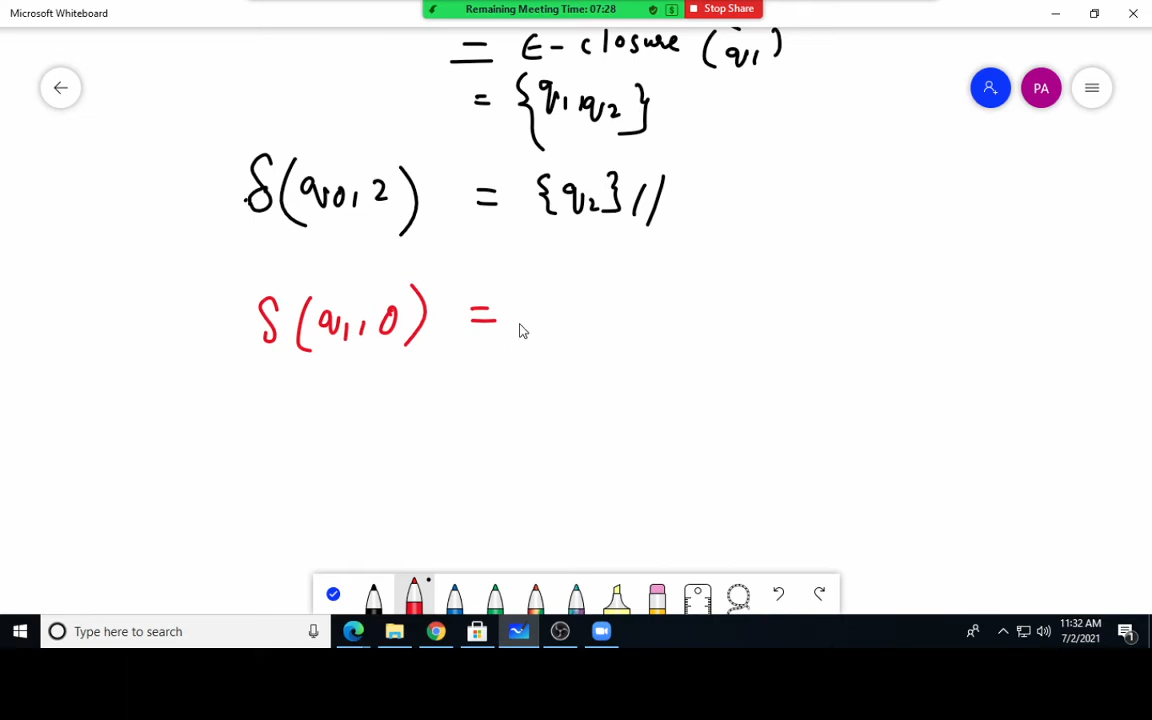 Remaining Meeting Time: 07:28
Stop Share
Microsoft Whiteboard
= ε- closure (q1)
= {q1, q2}
PA
δ(q0, 2) = {q2} //
δ(q1, 0) =
Type here to search
11:32 AM
7/2/2021
1